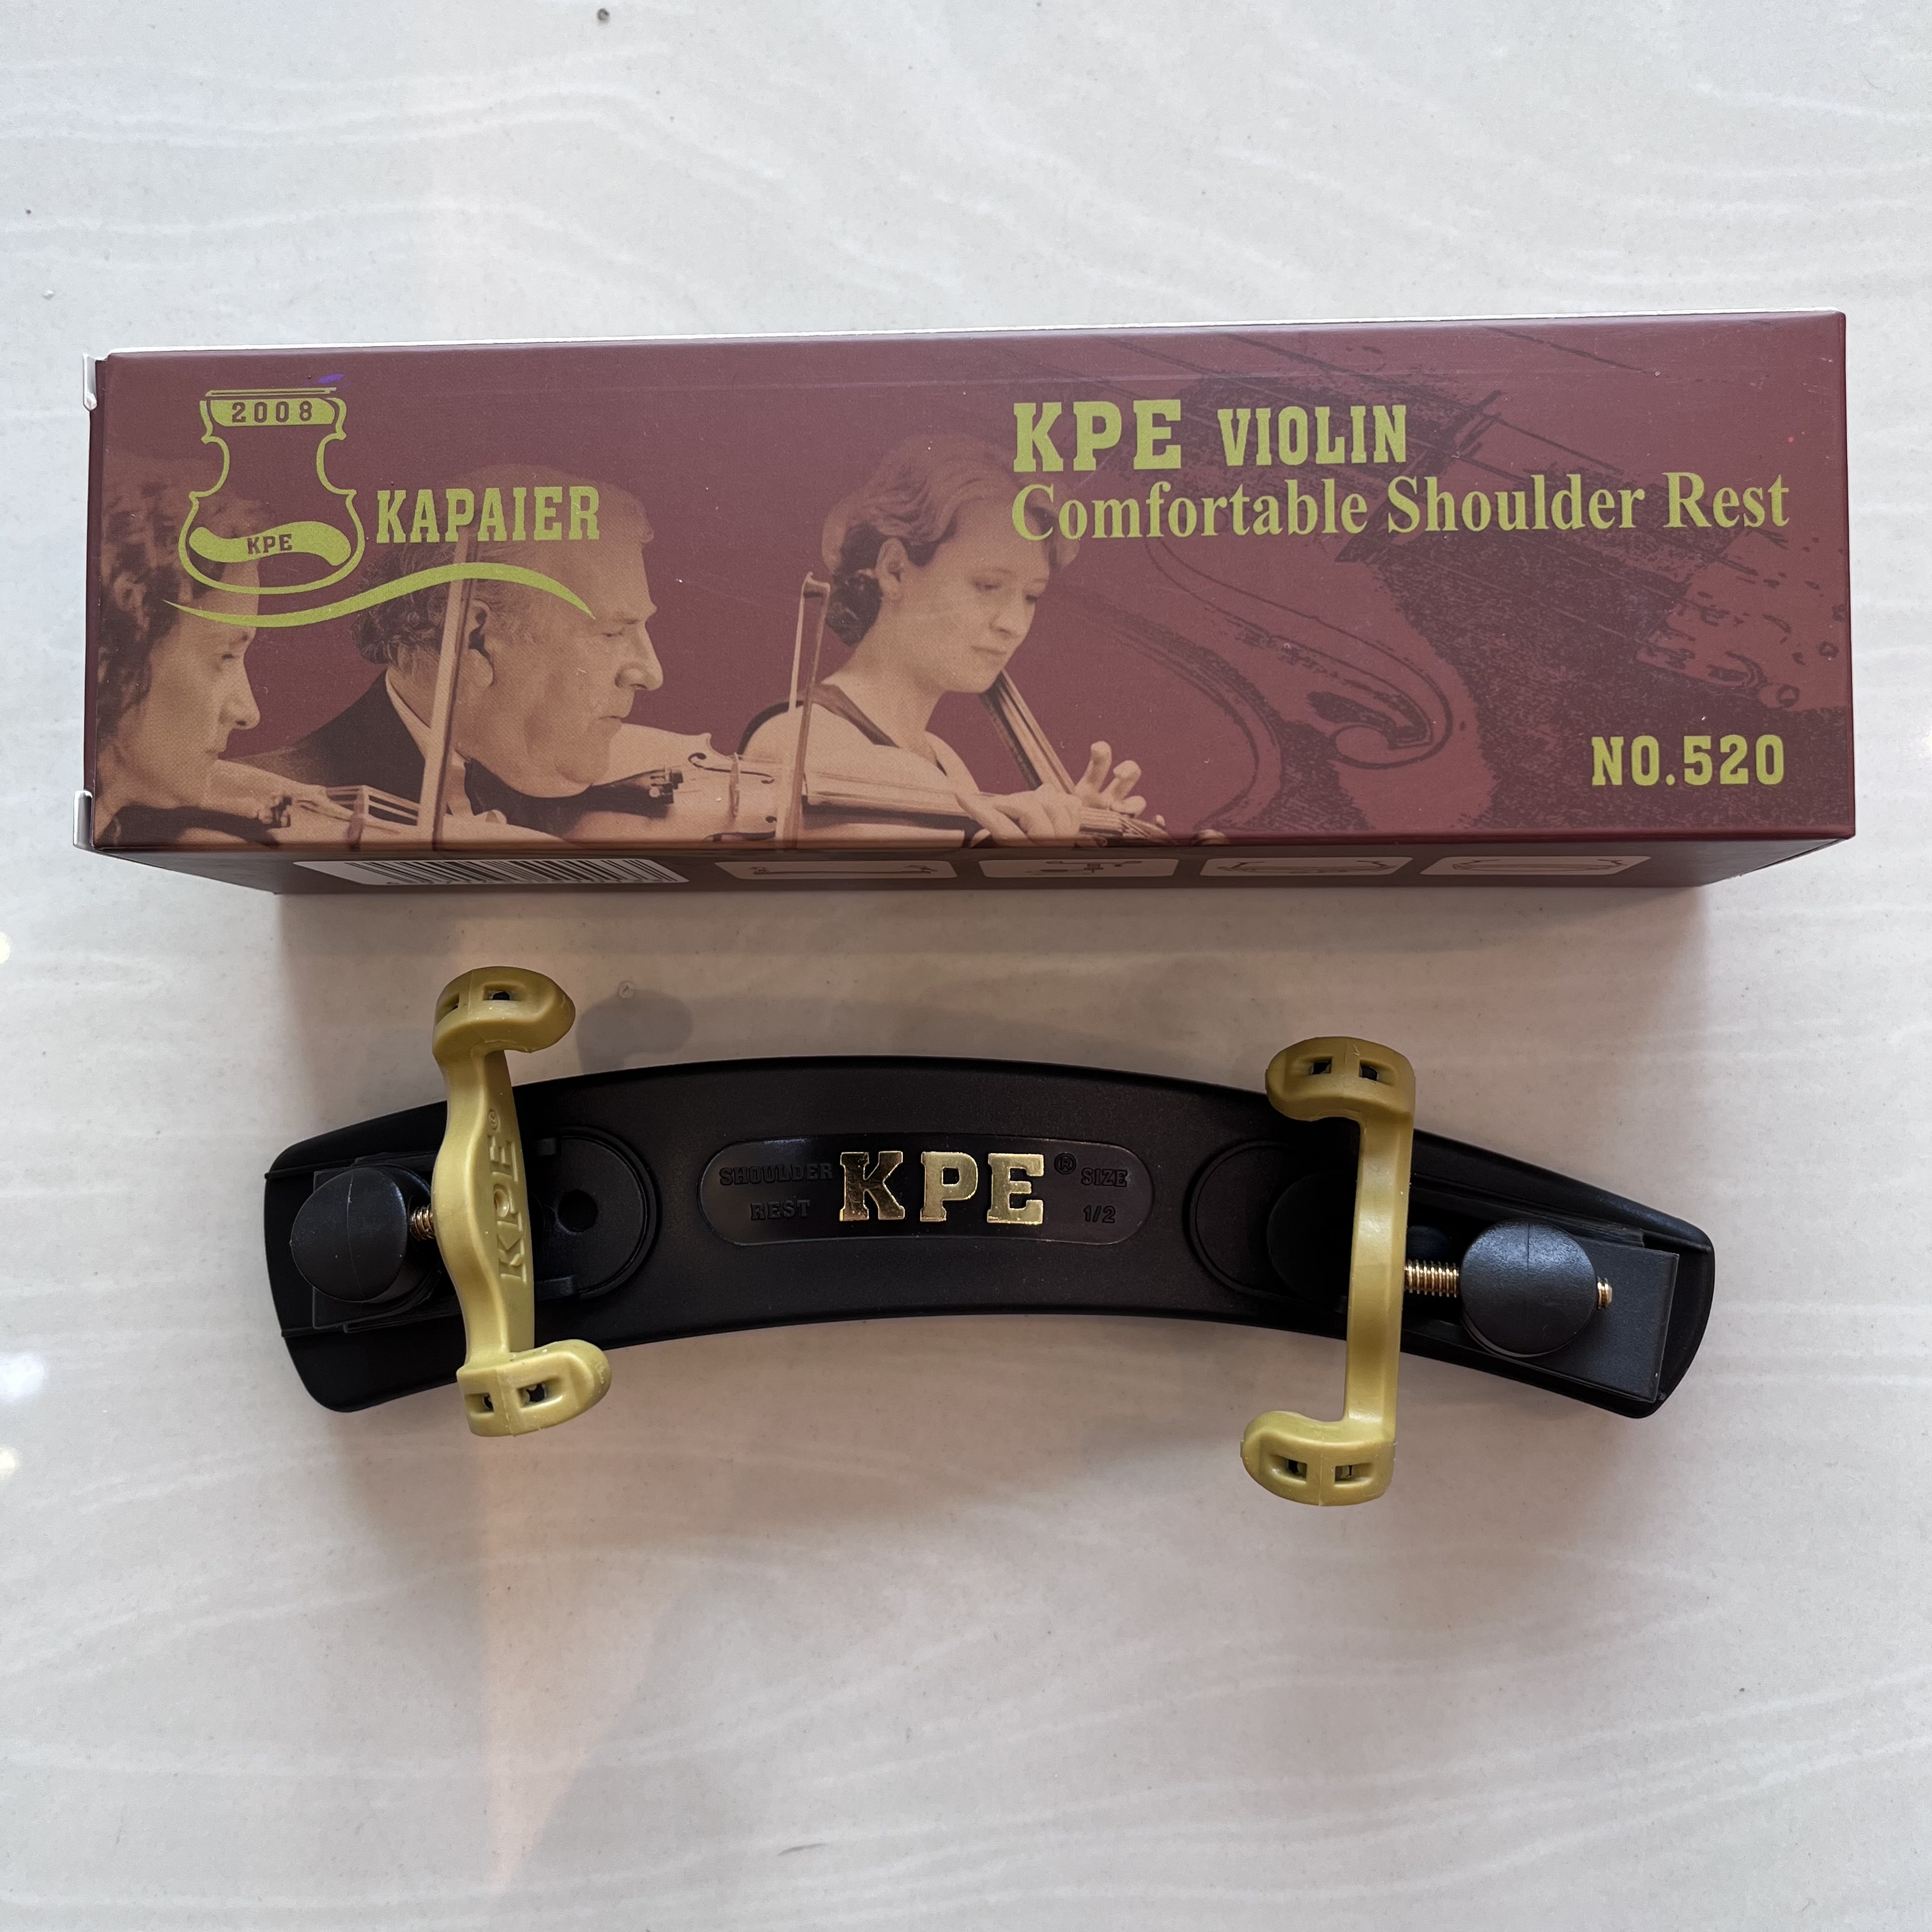 2008
KPE
KAPAIER
KPE VIOLIN
Comfortable Shoulder Rest
NO.520
KPE®
SHOULDER
REST
KPE®
SIZE
1/2